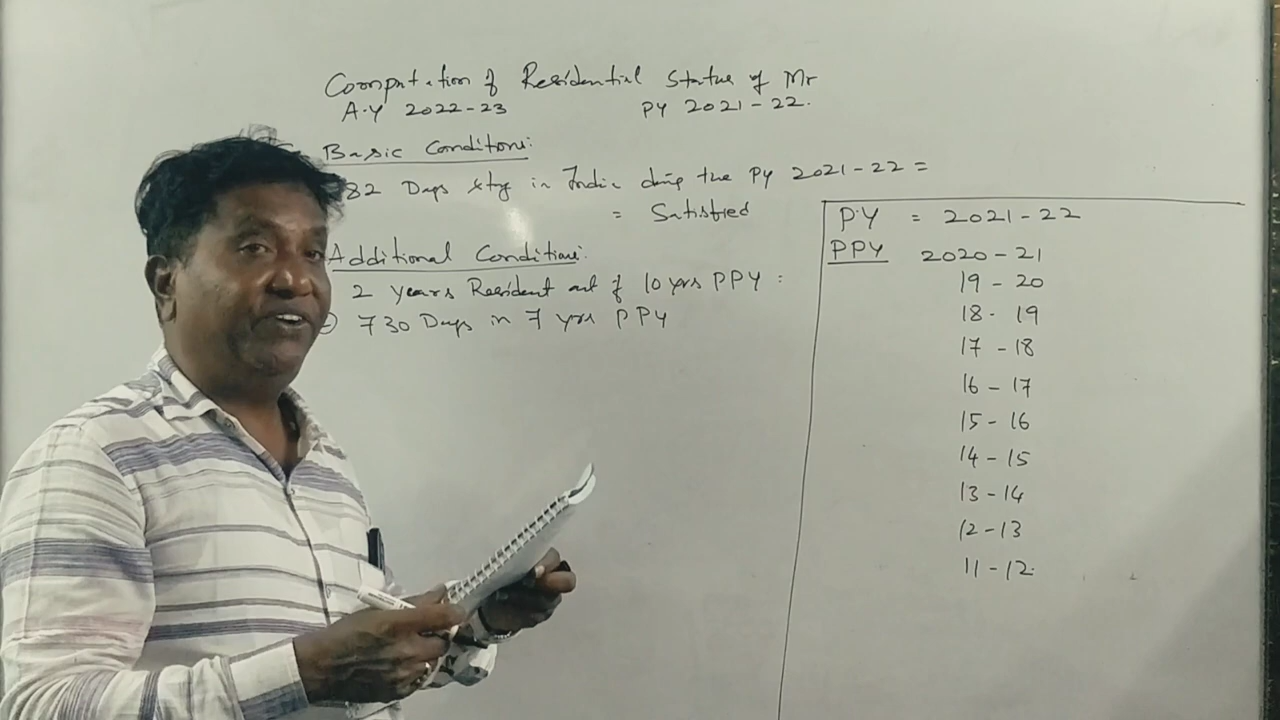 Computation of Residential Status of Mr
A.Y 2022-23 PY 2021-22.
Basic Conditions:
82 Days stay in India during the PY 2021-22 =
= Satisfied
Additional Conditions:
2 years Resident out of 10 yrs PPY :
730 Days in 7 yrs PPY
P.Y = 2021-22
PPY 2020-21
19-20
18-19
17-18
16-17
15-16
14-15
13-14
12-13
11-12.